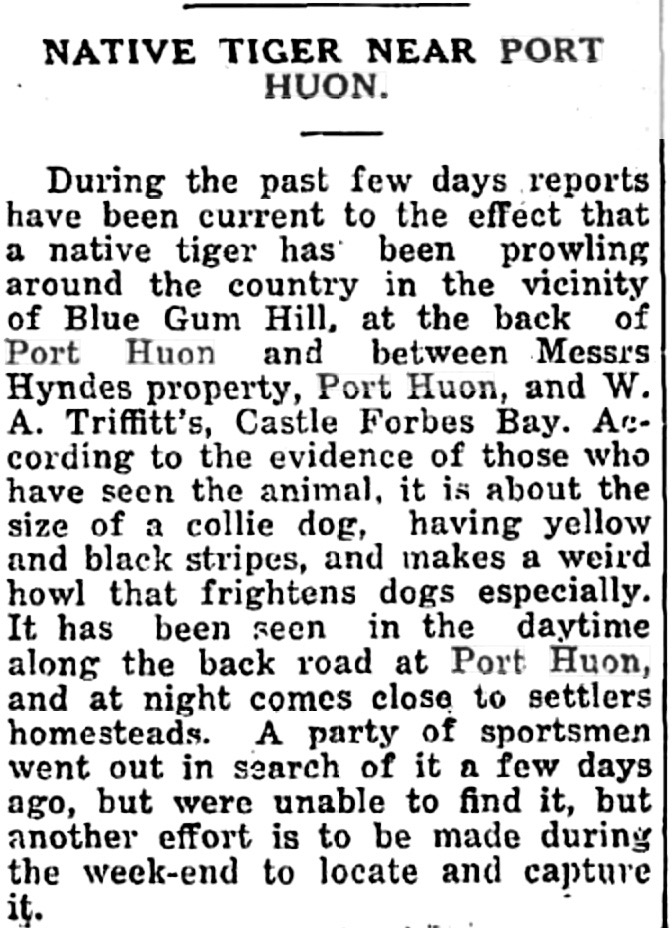 NATIVE TIGER NEAR PORT
HUON.
During the past few days reports
have been current to the effect that
a native tiger has been prowling
around the country in the vicinity
of Blue Gum Hill, at the back of
Port Huon and between Messrs
Hyndes property, Port Huon, and W.
A. Triffitt's, Castle Forbes Bay. Ac-
cording to the evidence of those who
have seen the animal, it is about the
size of a collie dog, having yellow
and black stripes, and makes a weird
howl that frightens dogs especially.
It has been seen in the daytime
along the back road at Port Huon,
and at night comes close to settlers
homesteads. A party of sportsmen
went out in search of it a few days
ago, but were unable to find it, but
another effort is to be made during
the week-end to locate and capture
it.